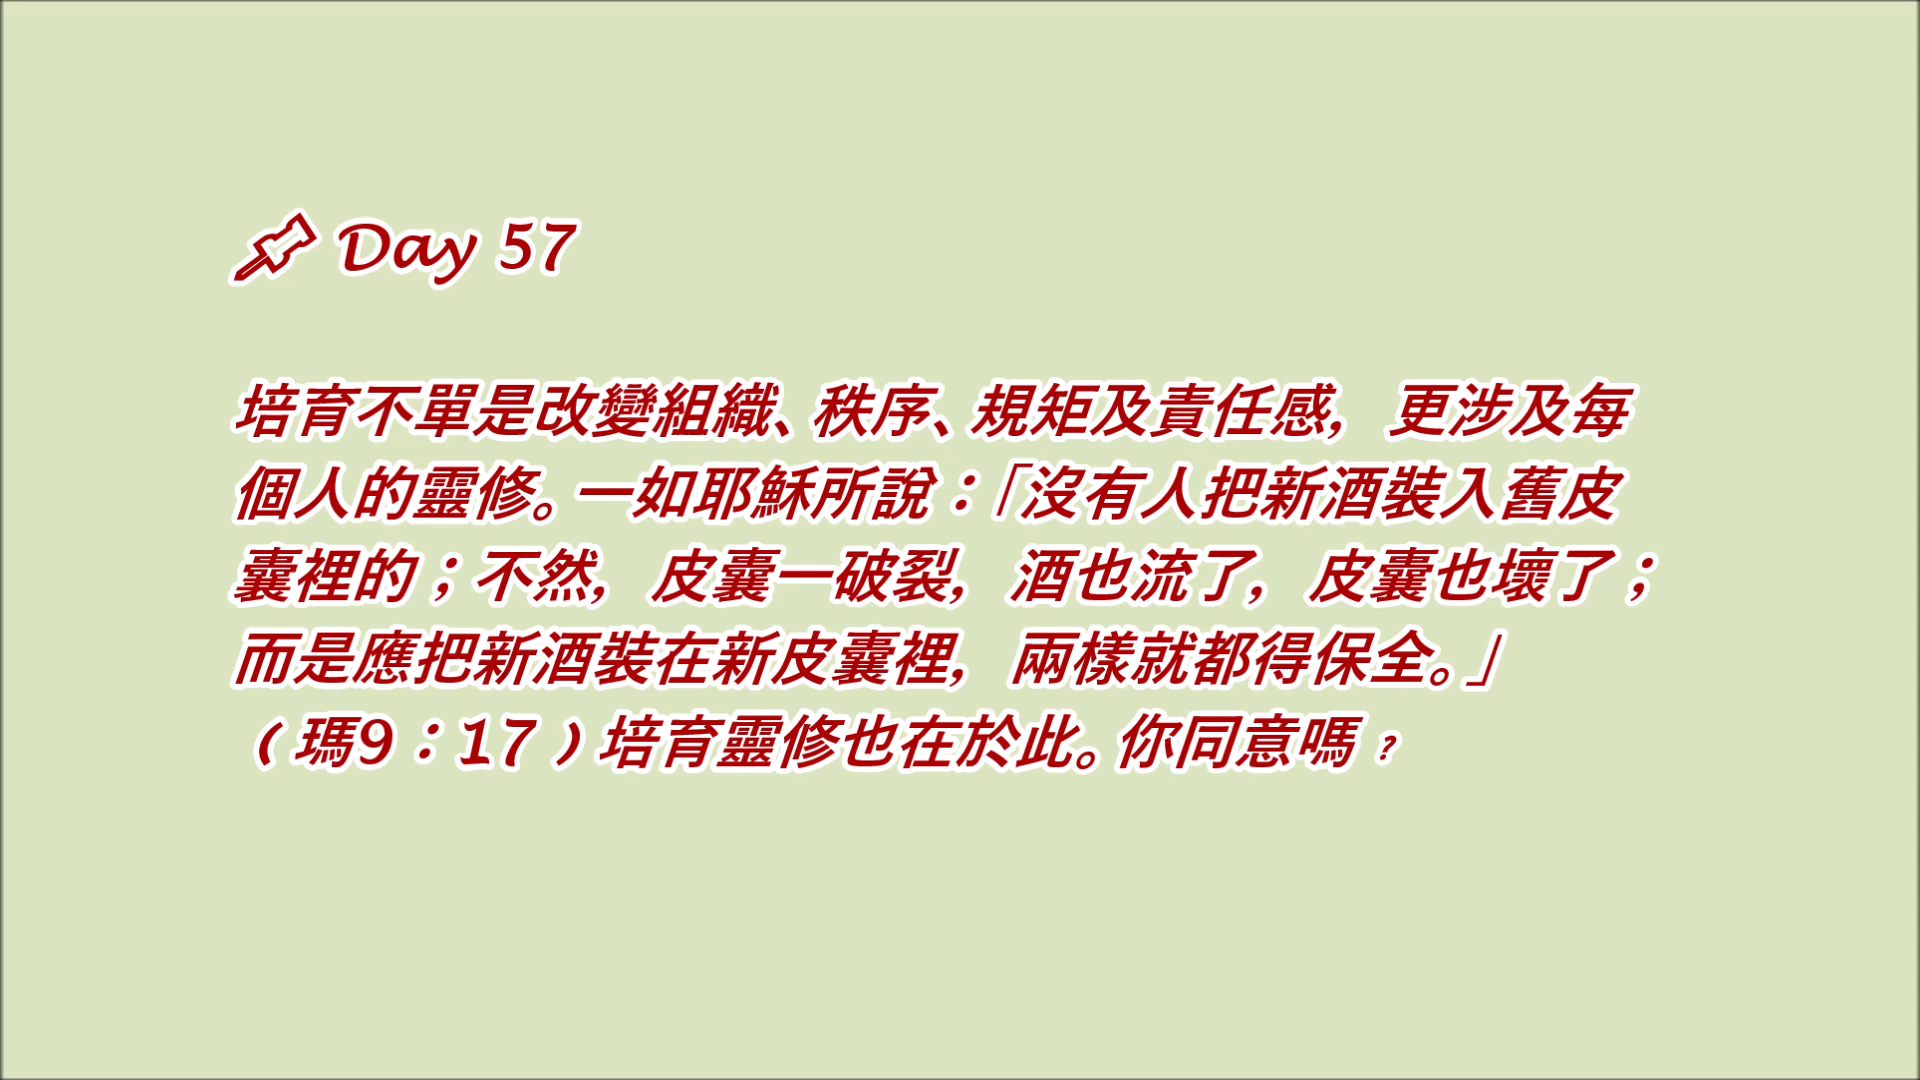 📌 Day 57
培育不單是改變組織、秩序、規矩及責任感，更涉及每
個人的靈修。一如耶穌所說：「沒有人把新酒裝入舊皮
囊裡的；不然，皮囊一破裂，酒也流了，皮囊也壞了；
而是應把新酒裝在新皮囊裡，兩樣就都得保全。」
（瑪9：17）培育靈修也在於此。你同意嗎﹖